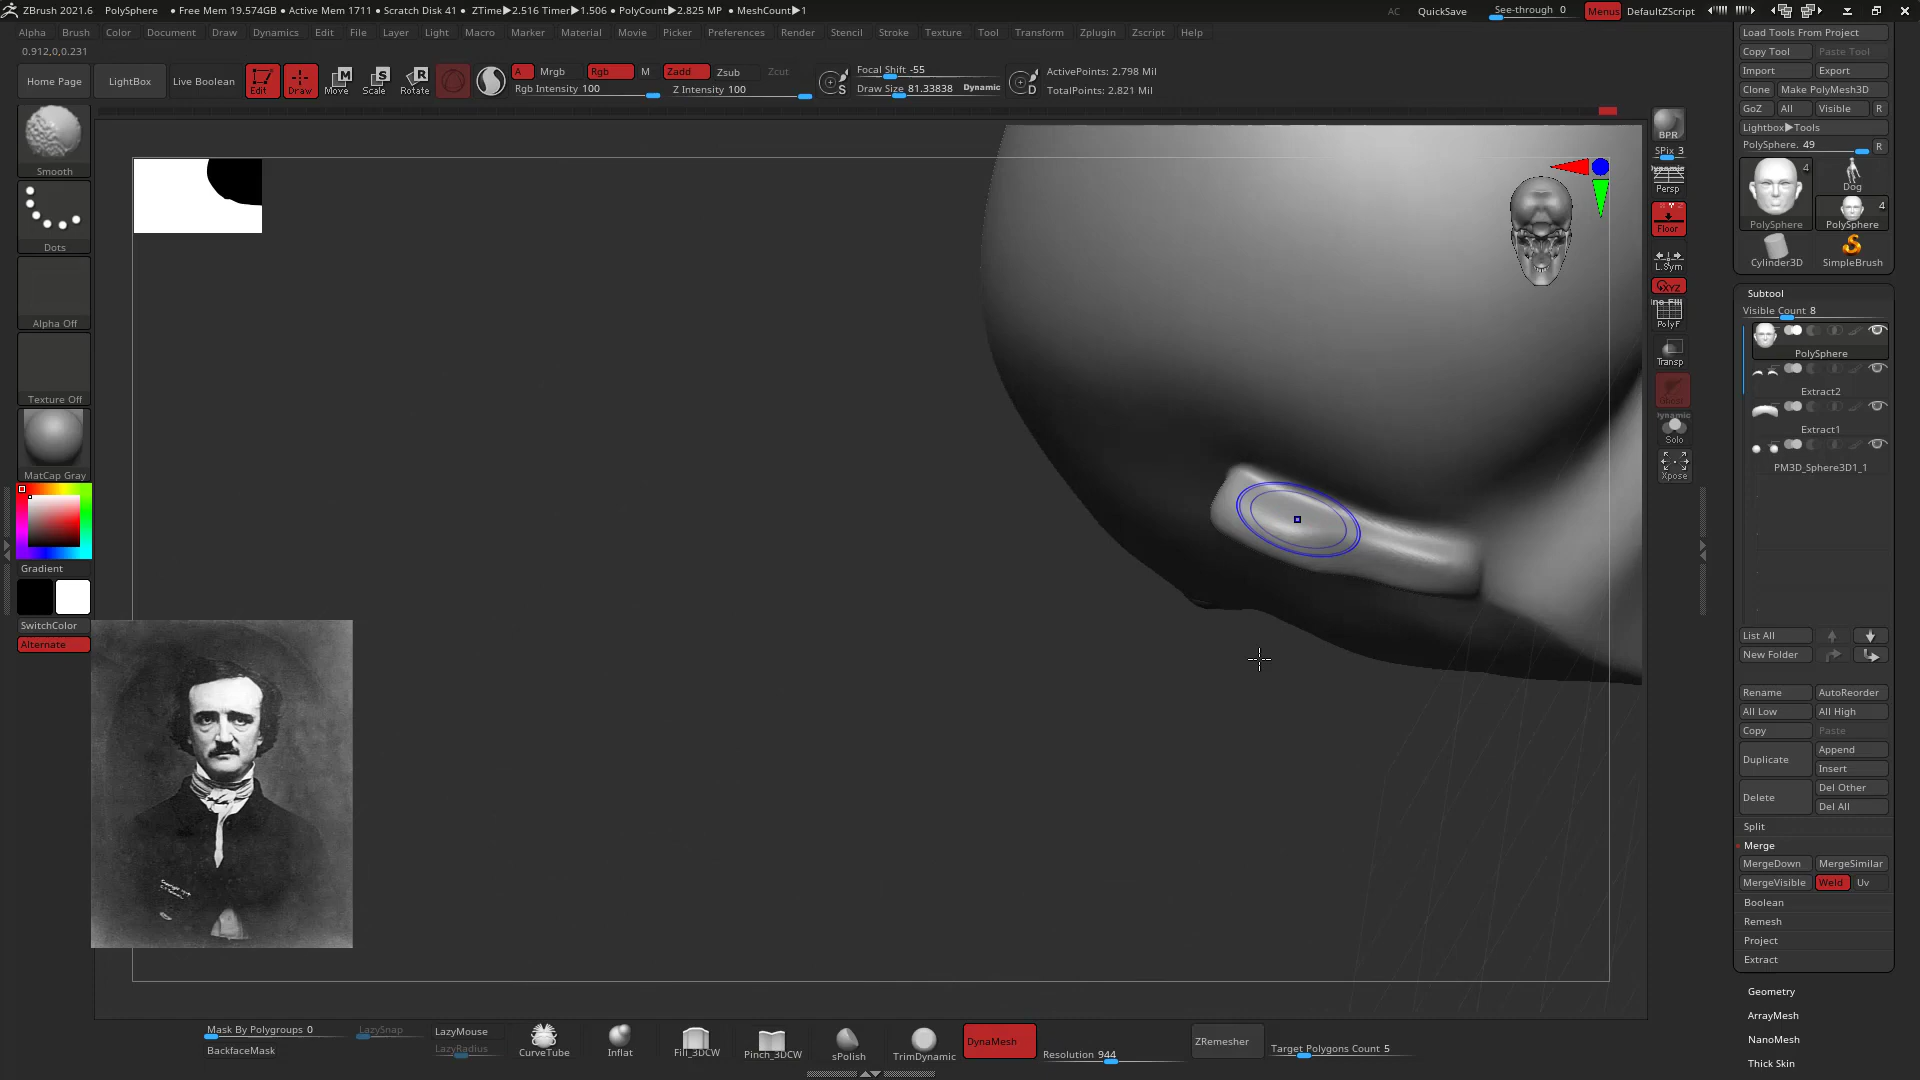 ZBrush 2021.6 PolySphere • Free Mem 19.574GB • Active Mem 1711 • Scratch Disk 41 • ZTime▶2.516 Timer▶1.506 • PolyCount▶2.825 MP • MeshCount▶1 AC QuickSave See-through 0 Menus DefaultZScript
Alpha Brush Color Document Draw Dynamics Edit File Layer Light Macro Marker Material Movie Picker Preferences Render Stencil Stroke Texture Tool Transform Zplugin Zscript Help
0.912,0,0.231
Home Page LightBox Live Boolean Edit Draw Move Scale Rotate
A Mrgb Rgb M Zadd Zsub Zcut
Rgb Intensity 100 Z Intensity 100
Focal Shift -55
Draw Size 81.33838 Dynamic
ActivePoints: 2.798 Mil
TotalPoints: 2.821 Mil
Smooth
Dots
Alpha Off
Texture Off
MatCap Gray
Gradient
SwitchColor
Alternate
BPR
SPix 3
Dynamic
Persp
Floor
L.Sym
XYZ
PolyF
Transp
Ghost
Dynamic
Solo
Xpose
Load Tools From Project
Copy Tool Paste Tool
Import Export
Clone Make PolyMesh3D
GoZ All Visible R
Lightbox▶Tools
PolySphere. 49 R
4
Dog
4
PolySphere PolySphere
Cylinder3D SimpleBrush
Subtool
Visible Count 8
PolySphere
Extract2
Extract1
PM3D_Sphere3D1_1
List All
New Folder
Rename AutoReorder
All Low All High
Copy Paste
Duplicate Append
Insert
Delete Del Other
Del All
Split
Merge
MergeDown MergeSimilar
MergeVisible Weld Uv
Boolean
Remesh
Project
Extract
Geometry
ArrayMesh
NanoMesh
Thick Skin
Mask By Polygroups 0 LazySnap LazyMouse
BackfaceMask LazyRadius
CurveTube Inflat Fill_3DCW Pinch_3DCW sPolish TrimDynamic
DynaMesh Resolution 944
ZRemesher Target Polygons Count 5